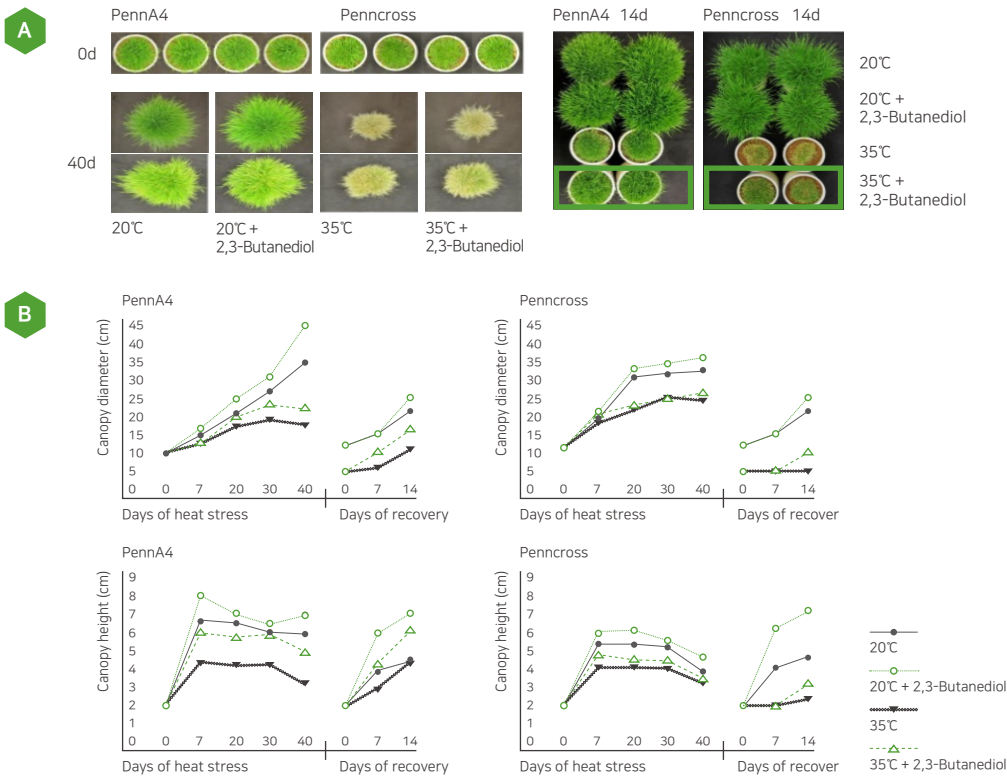 A
PennA4
Penncross
PennA4 14d
Penncross 14d
0d
40d
20℃
20℃ +
2,3-Butanediol
35℃
35℃ +
2,3-Butanediol
20℃
20℃ +
2,3-Butanediol
35℃
35℃ +
2,3-Butanediol
B
PennA4
Canopy diameter (cm)
45
40
35
30
25
20
15
10
5
0
0 7 20 30 40 0 7 14
Days of heat stress
Days of recovery
Penncross
Canopy diameter (cm)
45
40
35
30
25
20
15
10
5
0
0 7 20 30 40 0 7 14
Days of heat stress
Days of recover
PennA4
Canopy height (cm)
9
8
7
6
5
4
3
2
1
0
0 7 20 30 40 0 7 14
Days of heat stress
Days of recovery
Penncross
Canopy height (cm)
9
8
7
6
5
4
3
2
1
0
0 7 20 30 40 0 7 14
Days of heat stress
Days of recover
20℃
20℃ + 2,3-Butanediol
35℃
35℃ + 2,3-Butanediol